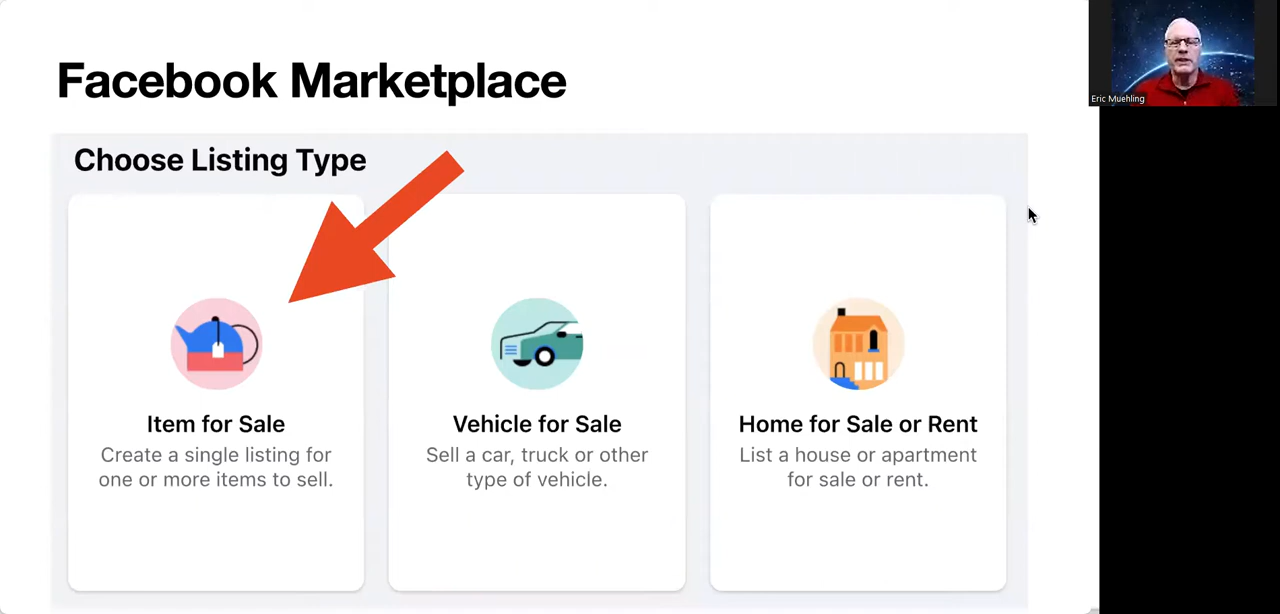 Facebook Marketplace
Eric Muehling
Choose Listing Type
Item for Sale
Create a single listing for
one or more items to sell.
Vehicle for Sale
Sell a car, truck or other
type of vehicle.
Home for Sale or Rent
List a house or apartment
for sale or rent.